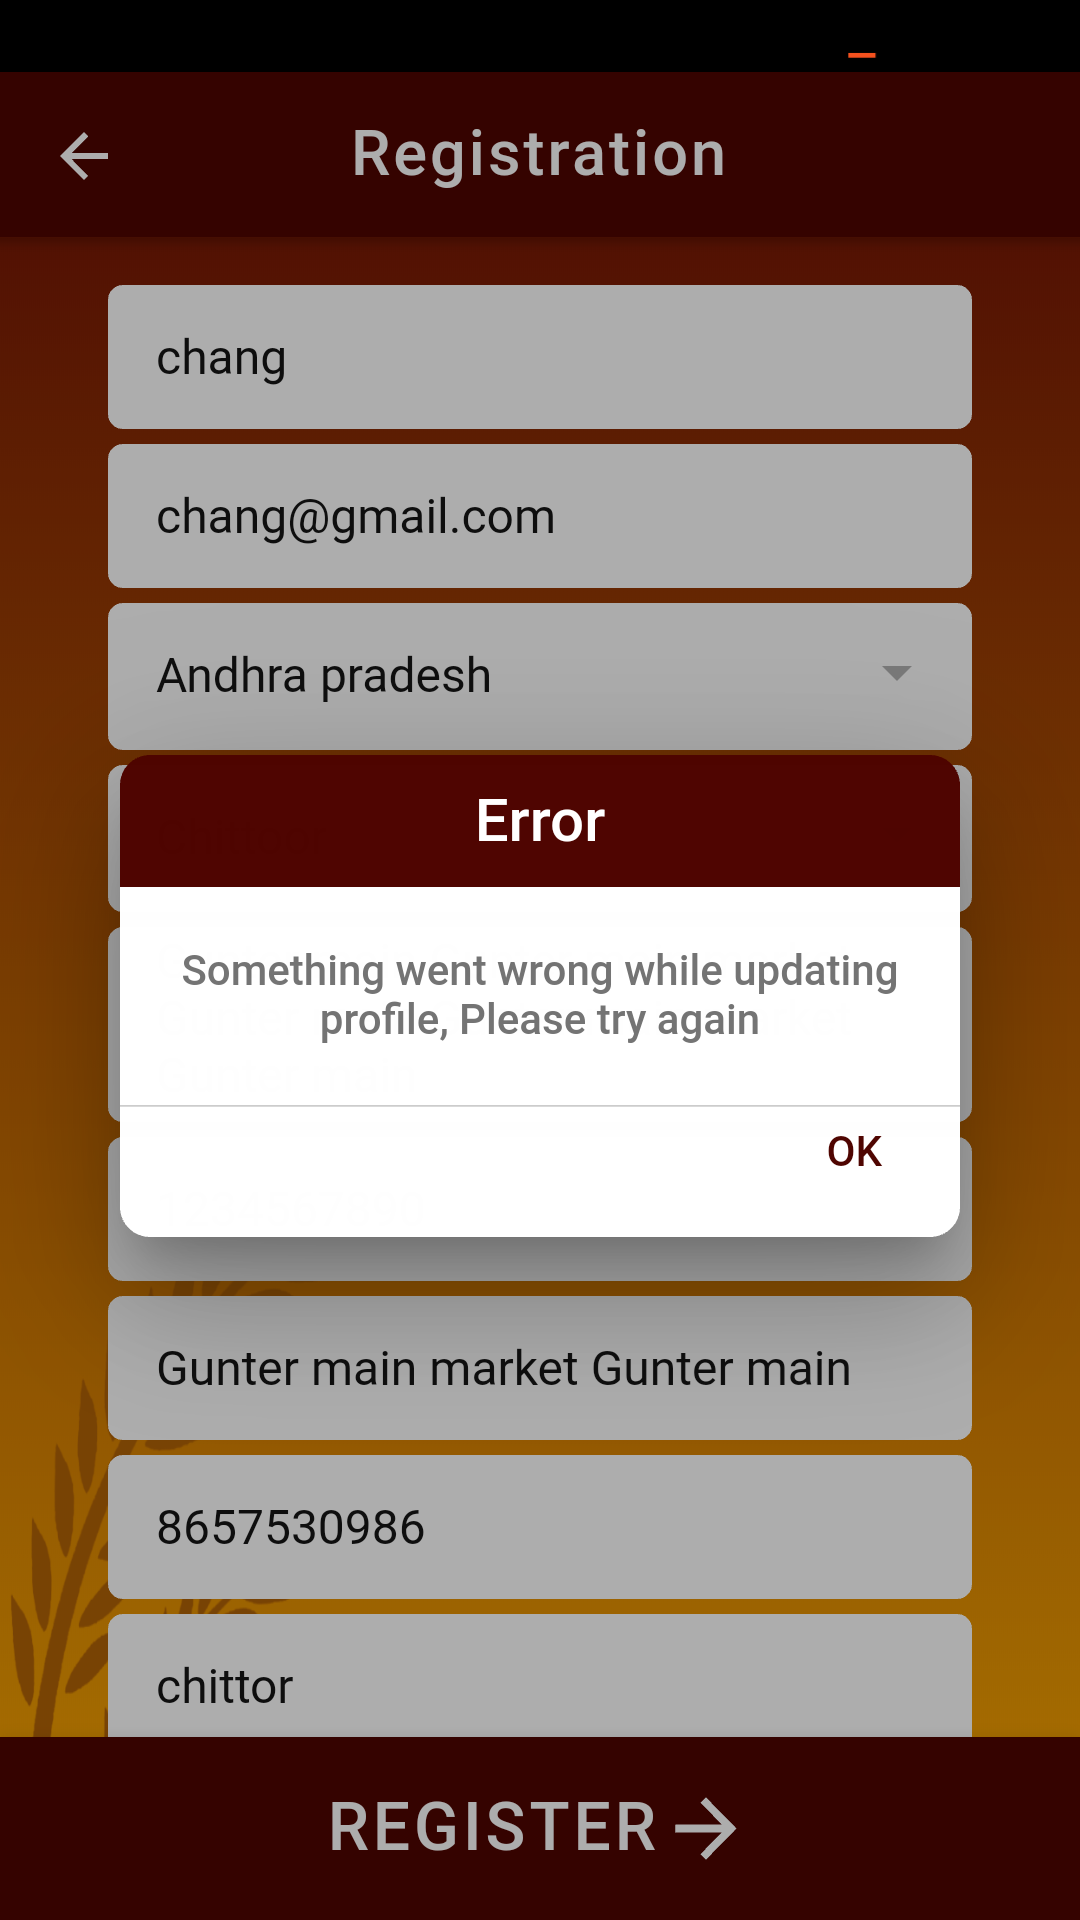 Registration
chang
chang@gmail.com
Andhra pradesh
Error
Something went wrong while updating
profile, Please try again
OK
Gunter main market Gunter main
8657530986
chittor
REGISTER